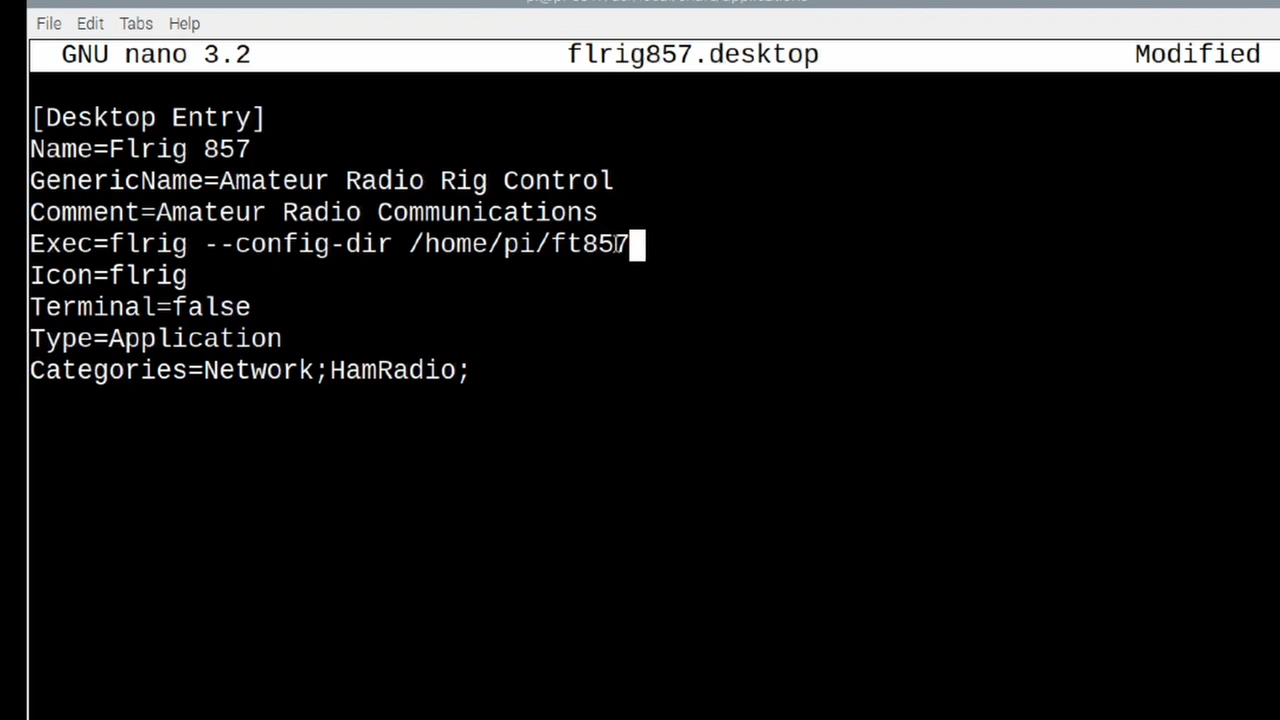 File Edit Tabs Help
GNU nano 3.2 flrig857.desktop Modified
[Desktop Entry]
Name=Flrig 857
GenericName=Amateur Radio Rig Control
Comment=Amateur Radio Communications
Exec=flrig --config-dir /home/pi/ft857
Icon=flrig
Terminal=false
Type=Application
Categories=Network;HamRadio;